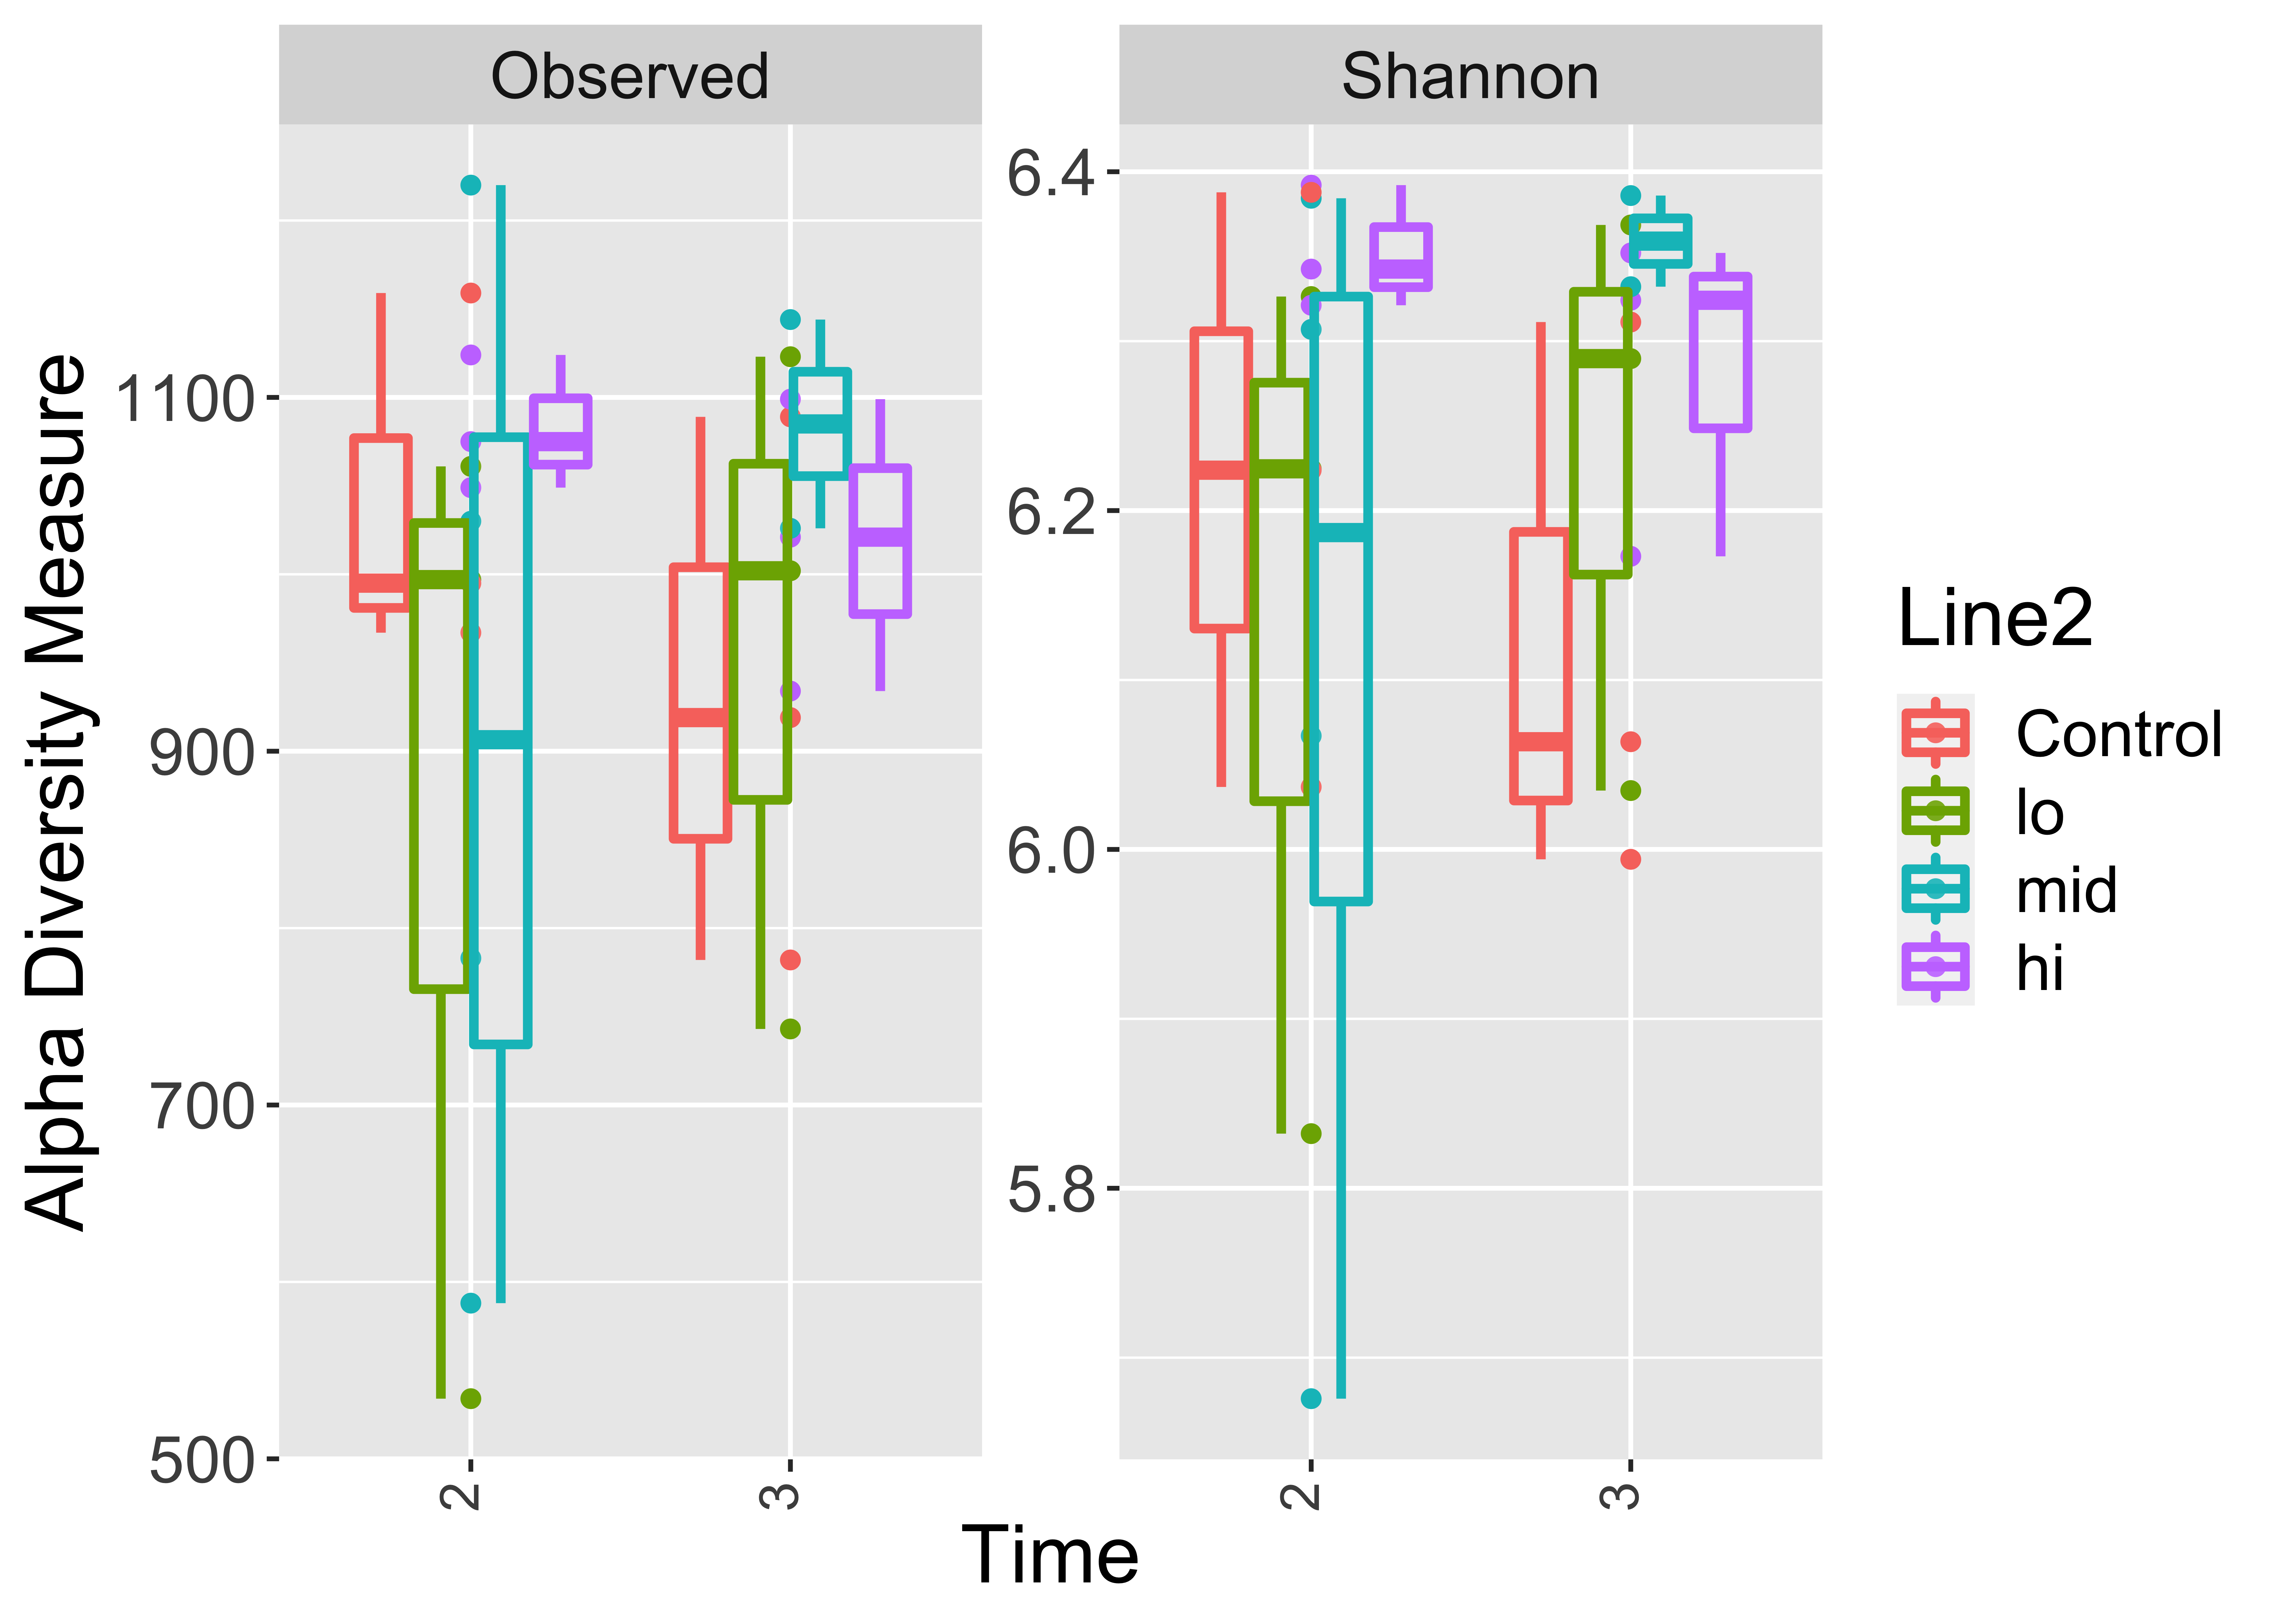 Observed
Shannon
Alpha Diversity Measure
1100
900
700
500
6.4
6.2
6.0
5.8
2
3
2
3
Time
Line2
Control
lo
mid
hi